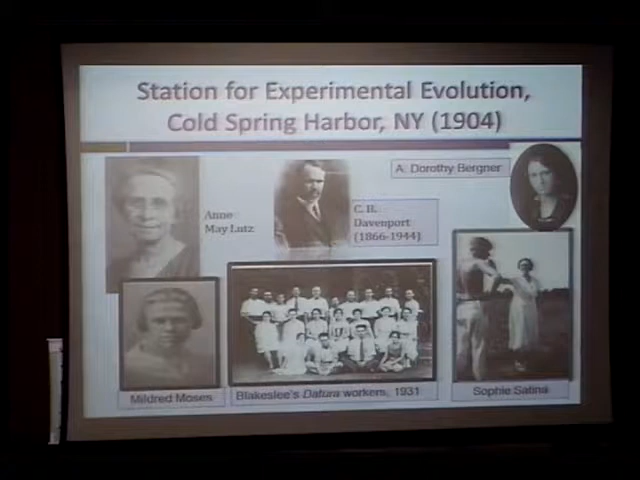 Station for Experimental Evolution,
Cold Spring Harbor, NY (1904)
A. Dorothy Bergner
Anne
May Lutz
C. B.
Davenport
(1866-1944)
Mildred Moses
Blakeslee's Datura workers, 1931
Sophie Satina